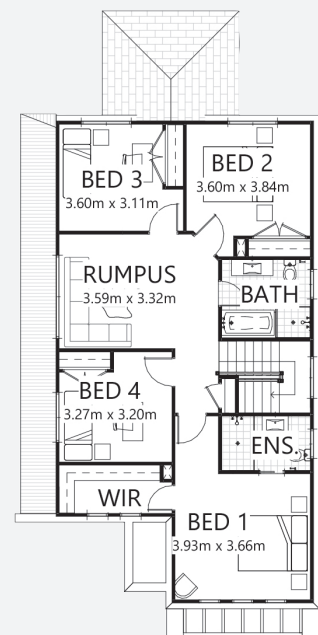 BED 3
3.60m x 3.11m
BED 2
3.60m x 3.84m
RUMPUS
3.59m x 3.32m
BATH
BED 4
3.27m x 3.20m
ENS.
WIR
BED 1
3.93m x 3.66m